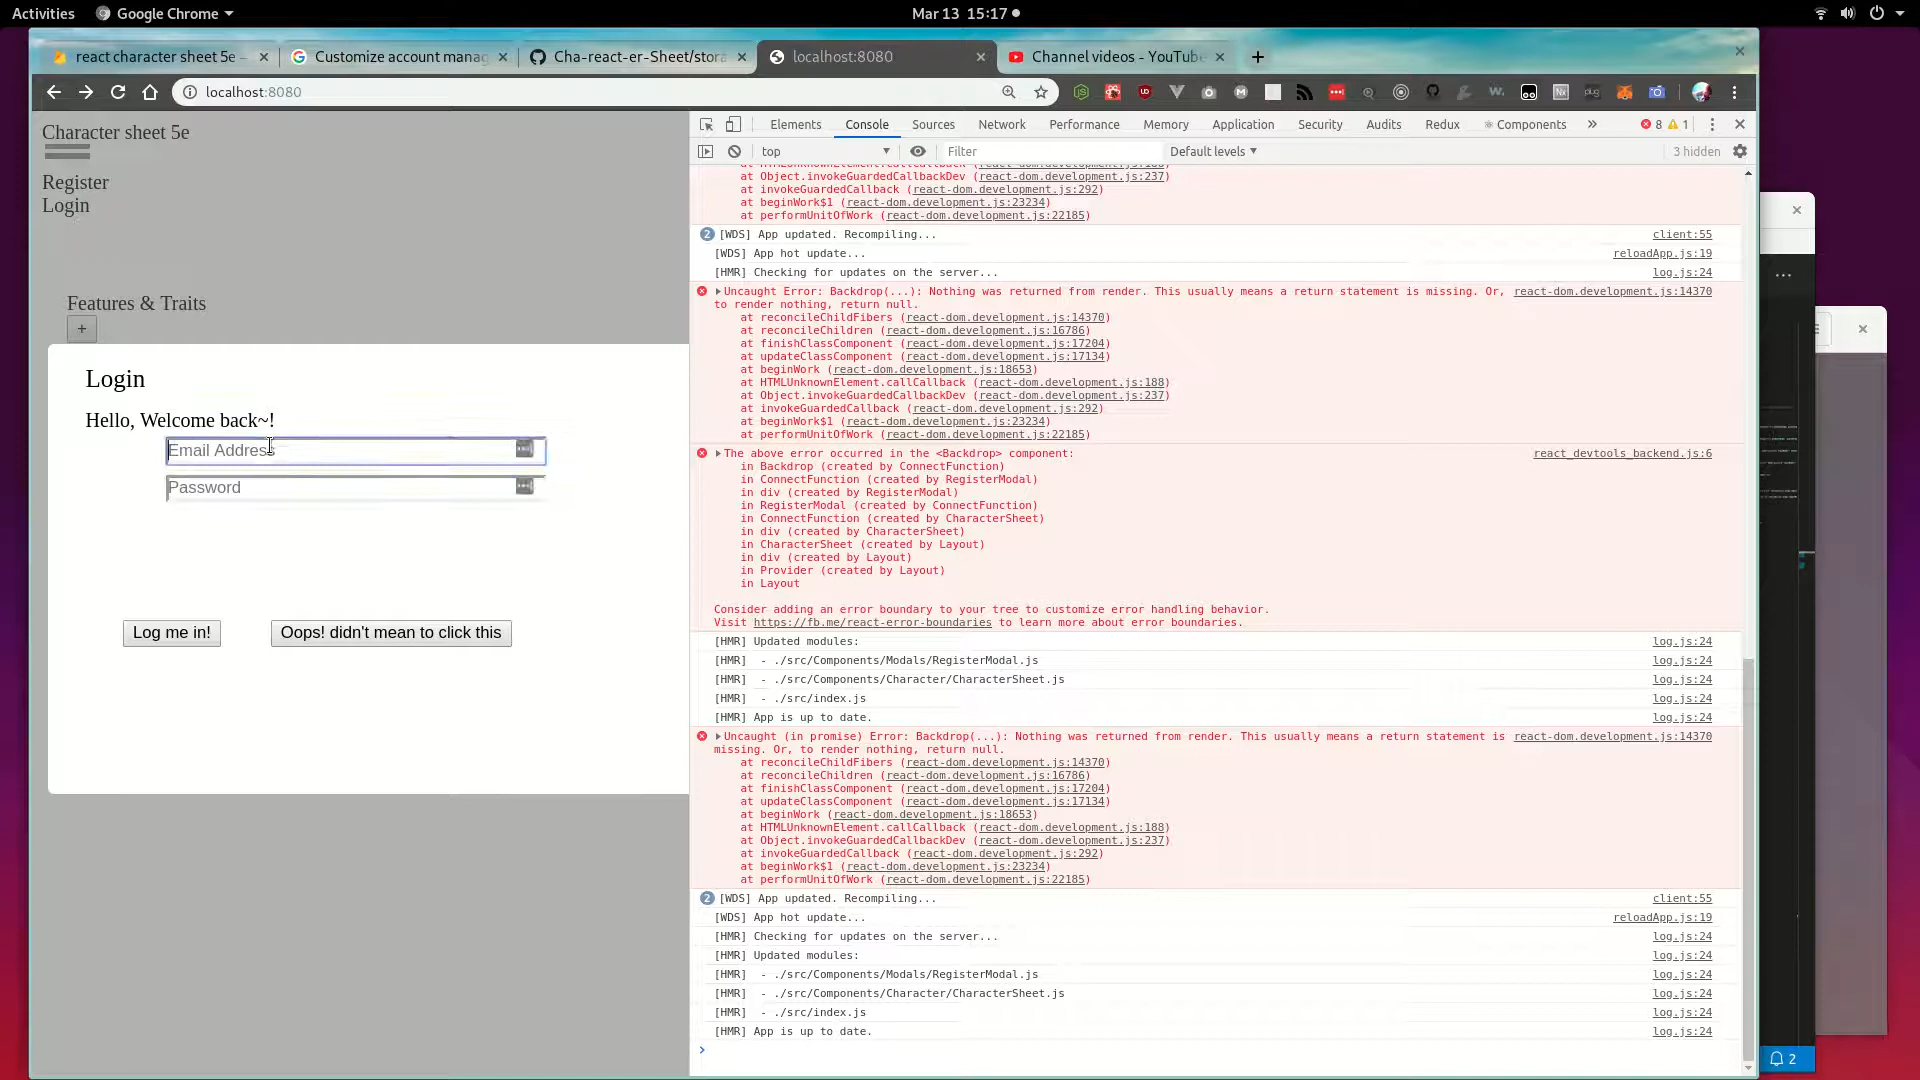 Activities
Google Chrome
Mar 13 15:17
react character sheet 5e –
Customize account manag
Cha-react-er-Sheet/stora
localhost:8080
Channel videos - YouTube
localhost:8080
Elements
Console
Sources
Network
Performance
Memory
Application
Security
Audits
Redux
Components
8
1
top
Filter
Default levels
3 hidden
Character sheet 5e
Register
Login
Features & Traits
+
Login
Hello, Welcome back~!
Email Address
Password
Log me in!
Oops! didn't mean to click this
at HTMLUnknownElement.callCallback (react-dom.development.js:188)
at Object.invokeGuardedCallbackDev (react-dom.development.js:237)
at invokeGuardedCallback (react-dom.development.js:292)
at beginWork$1 (react-dom.development.js:23234)
at performUnitOfWork (react-dom.development.js:22185)
2 [WDS] App updated. Recompiling... client:55
[WDS] App hot update... reloadApp.js:19
[HMR] Checking for updates on the server... log.js:24
Uncaught Error: Backdrop(...): Nothing was returned from render. This usually means a return statement is missing. Or, react-dom.development.js:14370
to render nothing, return null.
at reconcileChildFibers (react-dom.development.js:14370)
at reconcileChildren (react-dom.development.js:16786)
at finishClassComponent (react-dom.development.js:17204)
at updateClassComponent (react-dom.development.js:17134)
at beginWork (react-dom.development.js:18653)
at HTMLUnknownElement.callCallback (react-dom.development.js:188)
at Object.invokeGuardedCallbackDev (react-dom.development.js:237)
at invokeGuardedCallback (react-dom.development.js:292)
at beginWork$1 (react-dom.development.js:23234)
at performUnitOfWork (react-dom.development.js:22185)
The above error occurred in the <Backdrop> component: react_devtools_backend.js:6
in Backdrop (created by ConnectFunction)
in ConnectFunction (created by RegisterModal)
in div (created by RegisterModal)
in RegisterModal (created by ConnectFunction)
in ConnectFunction (created by CharacterSheet)
in div (created by CharacterSheet)
in CharacterSheet (created by Layout)
in div (created by Layout)
in Provider (created by Layout)
in Layout
Consider adding an error boundary to your tree to customize error handling behavior.
Visit https://fb.me/react-error-boundaries to learn more about error boundaries.
[HMR] Updated modules: log.js:24
[HMR]  - ./src/Components/Modals/RegisterModal.js log.js:24
[HMR]  - ./src/Components/Character/CharacterSheet.js log.js:24
[HMR]  - ./src/index.js log.js:24
[HMR] App is up to date. log.js:24
Uncaught (in promise) Error: Backdrop(...): Nothing was returned from render. This usually means a return statement is react-dom.development.js:14370
missing. Or, to render nothing, return null.
at reconcileChildFibers (react-dom.development.js:14370)
at reconcileChildren (react-dom.development.js:16786)
at finishClassComponent (react-dom.development.js:17204)
at updateClassComponent (react-dom.development.js:17134)
at beginWork (react-dom.development.js:18653)
at HTMLUnknownElement.callCallback (react-dom.development.js:188)
at Object.invokeGuardedCallbackDev (react-dom.development.js:237)
at invokeGuardedCallback (react-dom.development.js:292)
at beginWork$1 (react-dom.development.js:23234)
at performUnitOfWork (react-dom.development.js:22185)
2 [WDS] App updated. Recompiling... client:55
[WDS] App hot update... reloadApp.js:19
[HMR] Checking for updates on the server... log.js:24
[HMR] Updated modules: log.js:24
[HMR]  - ./src/Components/Modals/RegisterModal.js log.js:24
[HMR]  - ./src/Components/Character/CharacterSheet.js log.js:24
[HMR]  - ./src/index.js log.js:24
[HMR] App is up to date. log.js:24
2